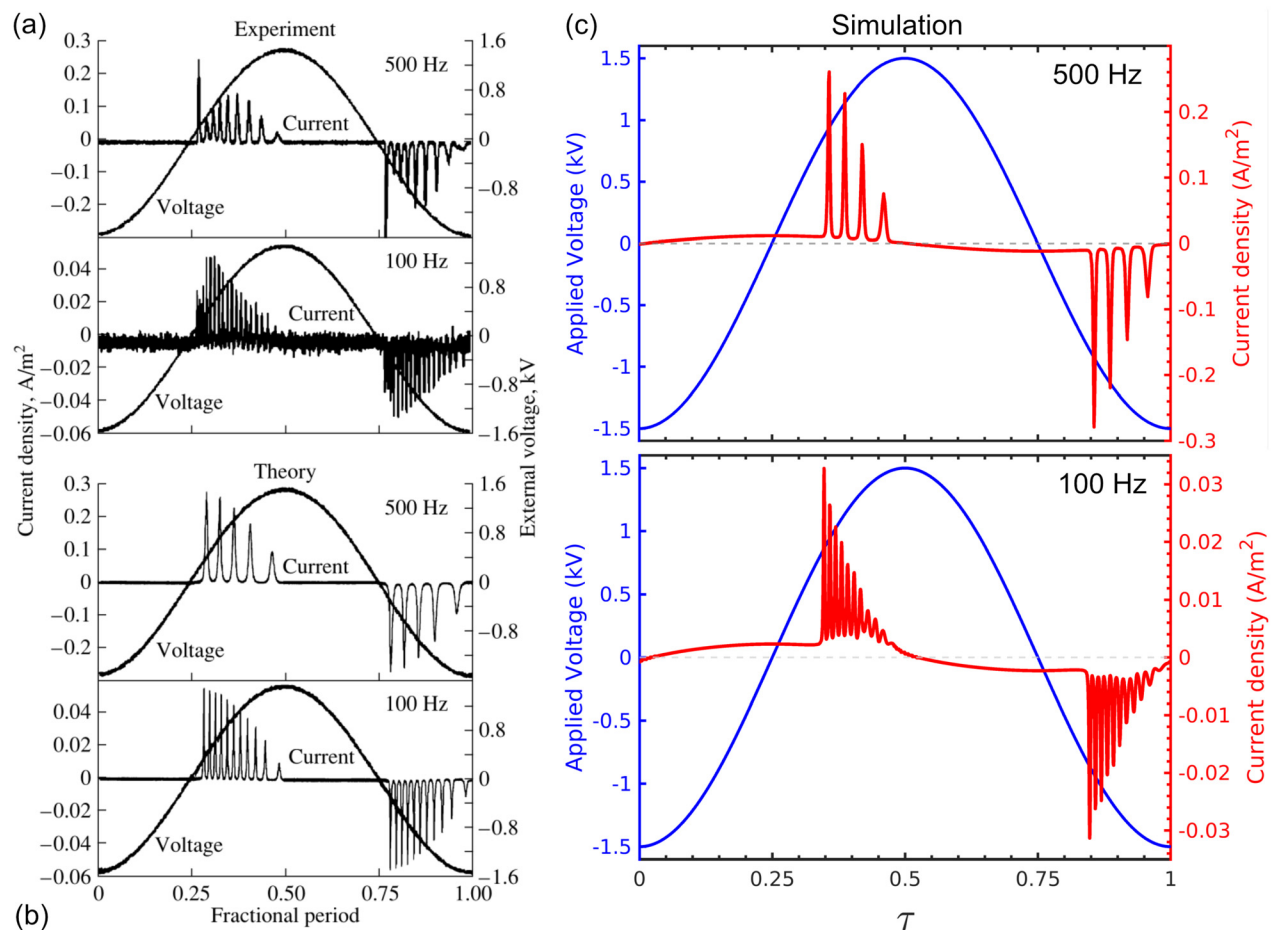 (a)
Experiment
0.3
0.2
0.1
0
−0.1
−0.2
1.6
0.8
0
−0.8
500 Hz
Current
Voltage
0.04
0.02
0
−0.02
−0.04
−0.06
0.8
0
−0.8
−1.6
100 Hz
Current
Voltage
Current density, A/m2
External voltage, kV
Theory
0.3
0.2
0.1
0
−0.1
−0.2
1.6
0.8
0
−0.8
500 Hz
Current
Voltage
0.04
0.02
0
−0.02
−0.04
−0.06
0.8
0
−0.8
−1.6
100 Hz
Current
Voltage
0
0.25
0.50
0.75
1.00
Fractional period
(b)
(c)
Simulation
500 Hz
1.5
1
0.5
0
-0.5
-1
-1.5
Applied Voltage (kV)
0.2
0.1
0
-0.1
-0.2
-0.3
Current density (A/m2)
100 Hz
1.5
1
0.5
0
-0.5
-1
-1.5
Applied Voltage (kV)
0.03
0.02
0.01
0
-0.01
-0.02
-0.03
Current density (A/m2)
0
0.25
0.5
0.75
1
τ